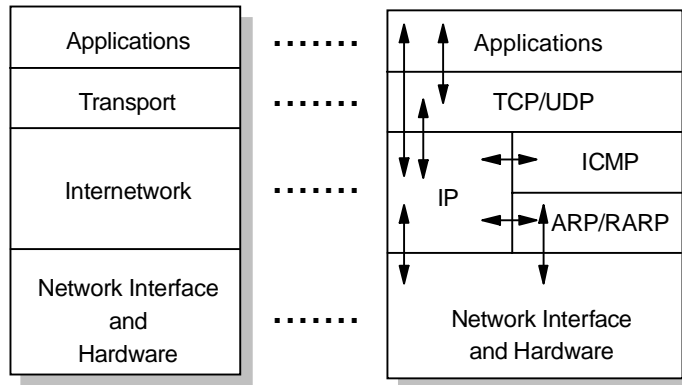 Applications
Transport
Internetwork
Network Interface
and
Hardware
Applications
TCP/UDP
ICMP
IP
ARP/RARP
Network Interface
and Hardware